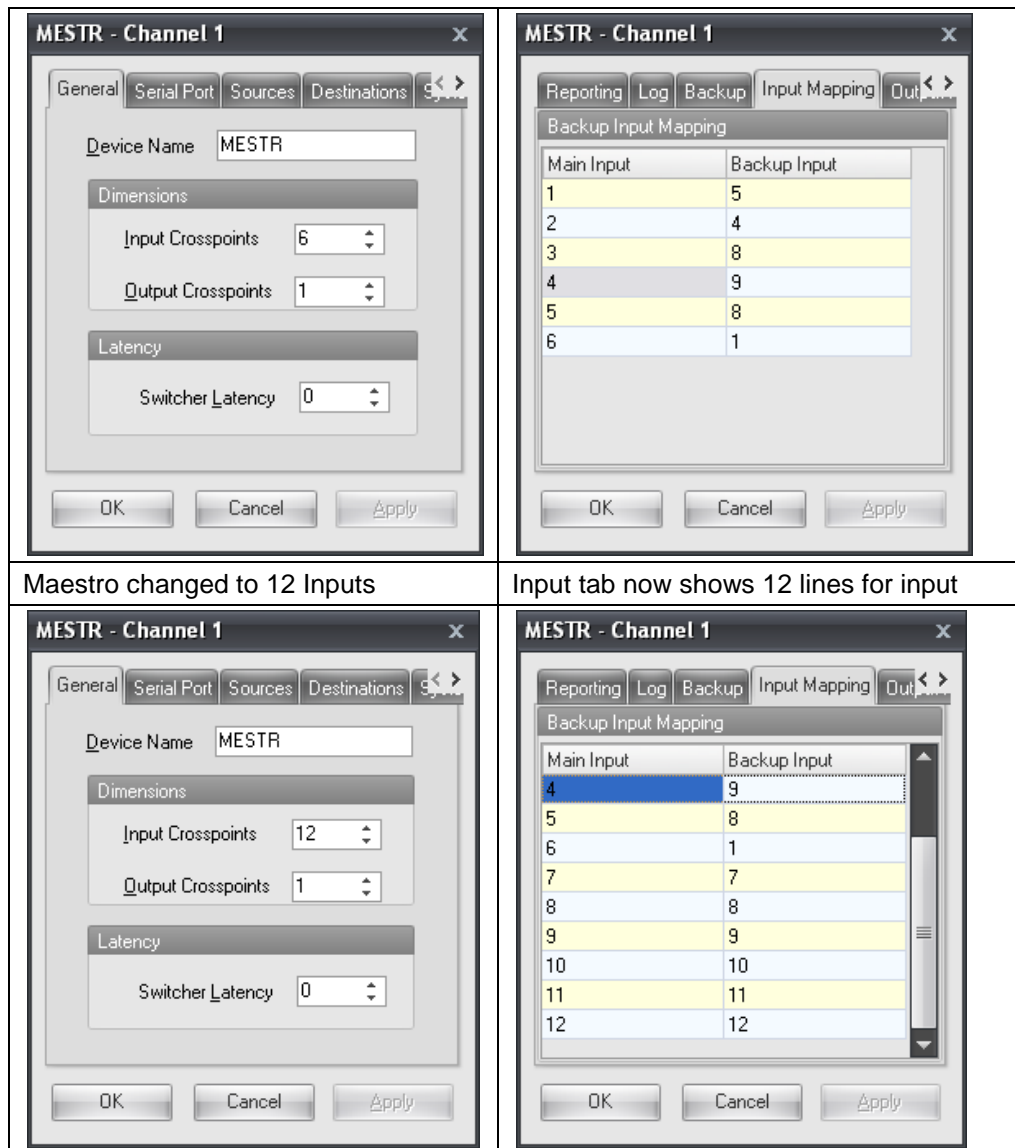 MESTR - Channel 1 x
General Serial Port Sources Destinations
Device Name MESTR
Dimensions
Input Crosspoints 6
Output Crosspoints 1
Latency
Switcher Latency 0
OK Cancel Apply
MESTR - Channel 1 x
Reporting Log Backup Input Mapping
Backup Input Mapping
Main Input Backup Input
1 5
2 4
3 8
4 9
5 8
6 1
OK Cancel Apply
Maestro changed to 12 Inputs
Input tab now shows 12 lines for input
MESTR - Channel 1 x
General Serial Port Sources Destinations
Device Name MESTR
Dimensions
Input Crosspoints 12
Output Crosspoints 1
Latency
Switcher Latency 0
OK Cancel Apply
MESTR - Channel 1 x
Reporting Log Backup Input Mapping
Backup Input Mapping
Main Input Backup Input
4 9
5 8
6 1
7 7
8 8
9 9
10 10
11 11
12 12
OK Cancel Apply